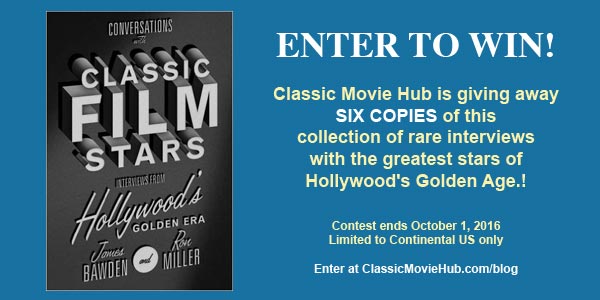 CONVERSATIONS
with
CLASSIC
FILM
STARS
INTERVIEWS FROM
Hollywood's
GOLDEN ERA
James BAWDEN and Ron MILLER
ENTER TO WIN!
Classic Movie Hub is giving away
SIX COPIES of this
collection of rare interviews
with the greatest stars of
Hollywood's Golden Age.!
Contest ends October 1, 2016
Limited to Continental US only
Enter at ClassicMovieHub.com/blog